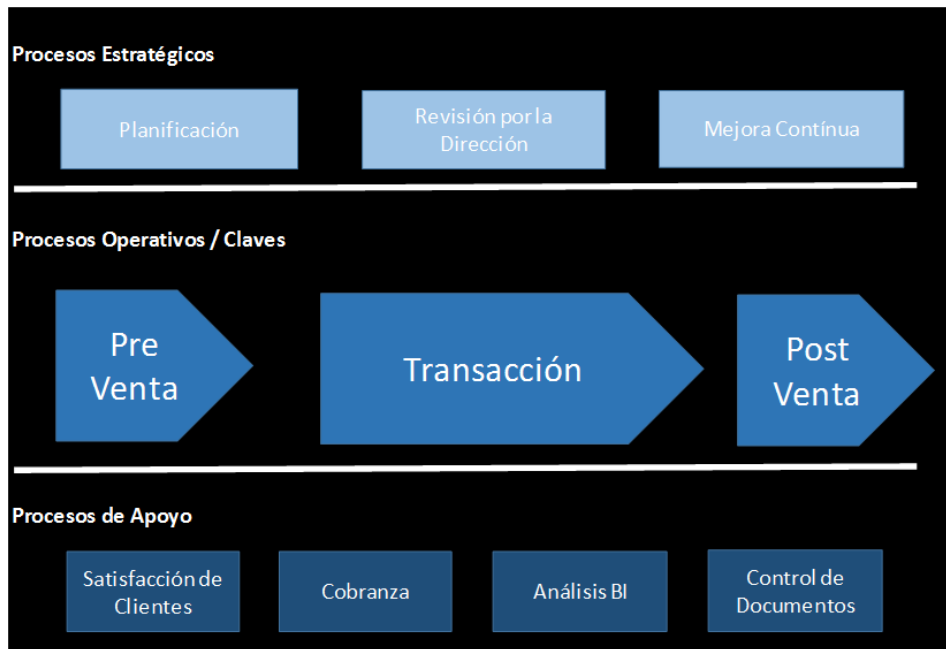 Procesos Estratégicos
Planificación
Revisión por la
Dirección
Mejora Contínua
Procesos Operativos / Claves
Pre
Venta
Transacción
Post
Venta
Procesos de Apoyo
Satisfacción de
Clientes
Cobranza
Análisis BI
Control de
Documentos